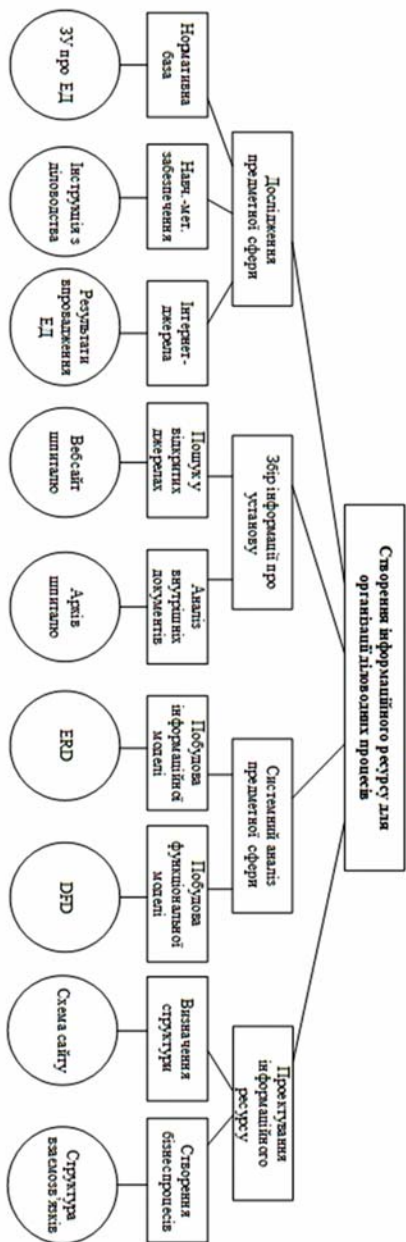 Створення інформаційного ресурсу для
організації діловодних процесів
Дослідження
предметної сфери
Збір інформації про
установу
Системний аналіз
предметної сфери
Проектування
інформаційного
ресурсу
Нормативна
база
Навч.-мет.
забезпечення
Інтернет-
джерела
Пошук у
відкритих
джерелах
Аналіз
внутрішніх
документів
Побудова
інформаційної
моделі
Побудова
функціональної
моделі
Визначення
структури
Створення
бізнеспроцесів
ЗУ про ЕД
Інструкція з
діловодства
Результати
впровадження
ЕД
Вебсайт
шпиталю
Архів
шпиталю
ERD
DFD
Схема сайту
Структура
взаємозв'язків